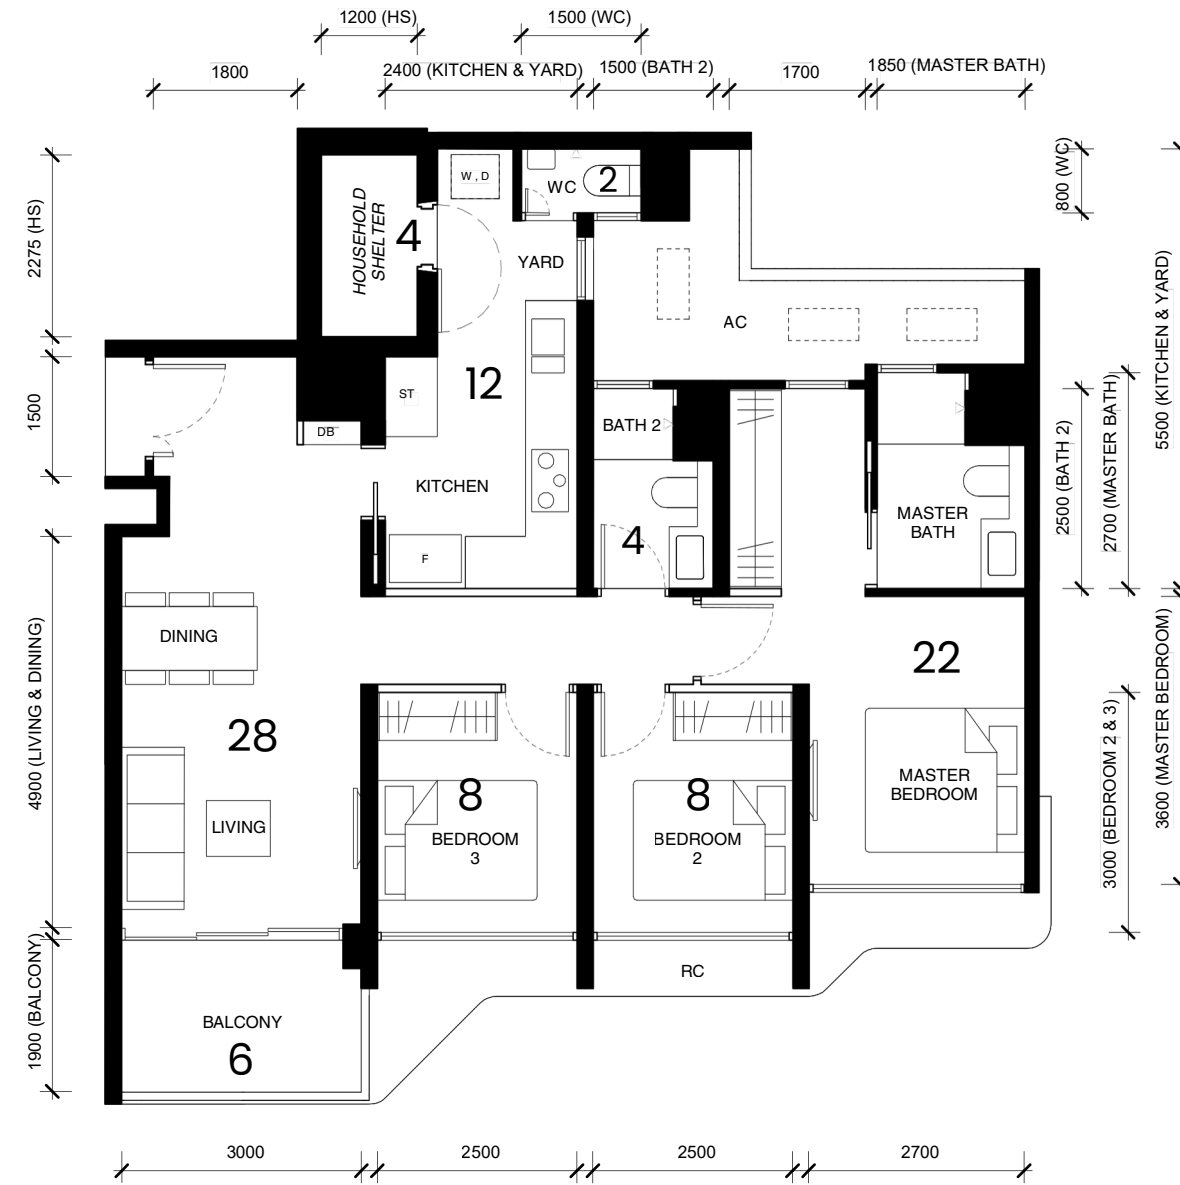 1200 (HS)
1500 (WC)
1800
2400 (KITCHEN & YARD)
1500 (BATH 2)
1700
1850 (MASTER BATH)
2275 (HS)
1500
4900 (LIVING & DINING)
1900 (BALCONY)
800 (WC)
5500 (KITCHEN & YARD)
2500 (BATH 2)
2700 (MASTER BATH)
3600 (MASTER BEDROOM)
3000 (BEDROOM 2 & 3)
HOUSEHOLD
SHELTER
4
W , D
WC
2
YARD
AC
12
ST
DB
KITCHEN
F
BATH 2
4
MASTER
BATH
DINING
28
LIVING
22
MASTER
BEDROOM
8
BEDROOM
3
8
BEDROOM
2
RC
BALCONY
6
3000
2500
2500
2700